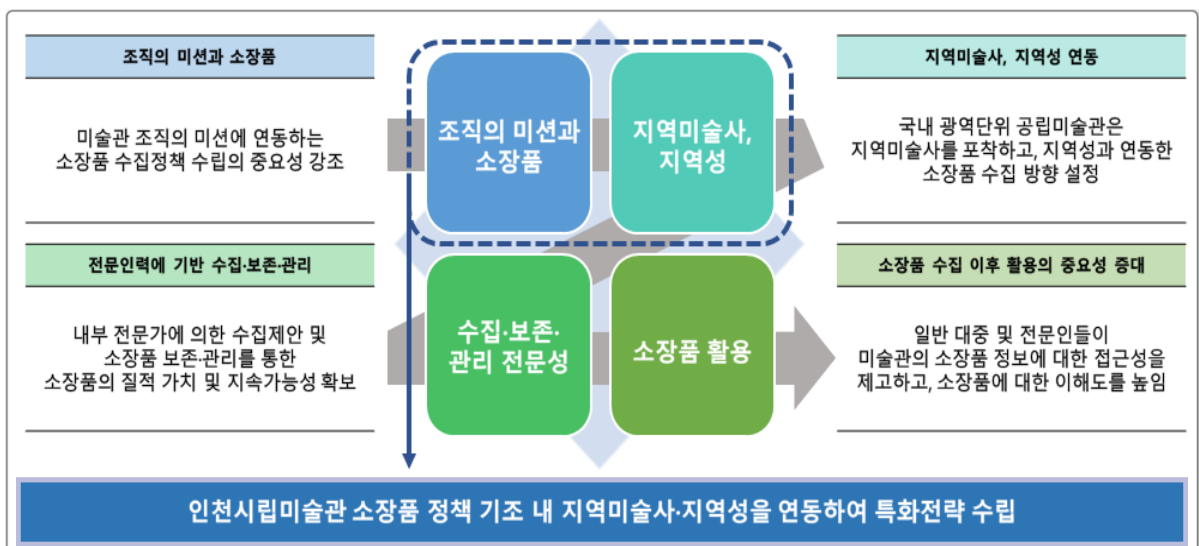 조직의 미션과 소장품
미술관 조직의 미션에 연동하는
소장품 수집정책 수립의 중요성 강조
조직의 미션과
소장품
지역미술사,
지역성
지역미술사, 지역성 연동
국내 광역단위 공립미술관은
지역미술사를 포착하고, 지역성과 연동한
소장품 수집 방향 설정
전문인력에 기반 수집·보존·관리
내부 전문가에 의한 수집제안 및
소장품 보존·관리를 통한
소장품의 질적 가치 및 지속가능성 확보
수집·보존·
관리 전문성
소장품 활용
소장품 수집 이후 활용의 중요성 증대
일반 대중 및 전문인들이
미술관의 소장품 정보에 대한 접근성을
제고하고, 소장품에 대한 이해도를 높임
인천시립미술관 소장품 정책 기조 내 지역미술사·지역성을 연동하여 특화전략 수립